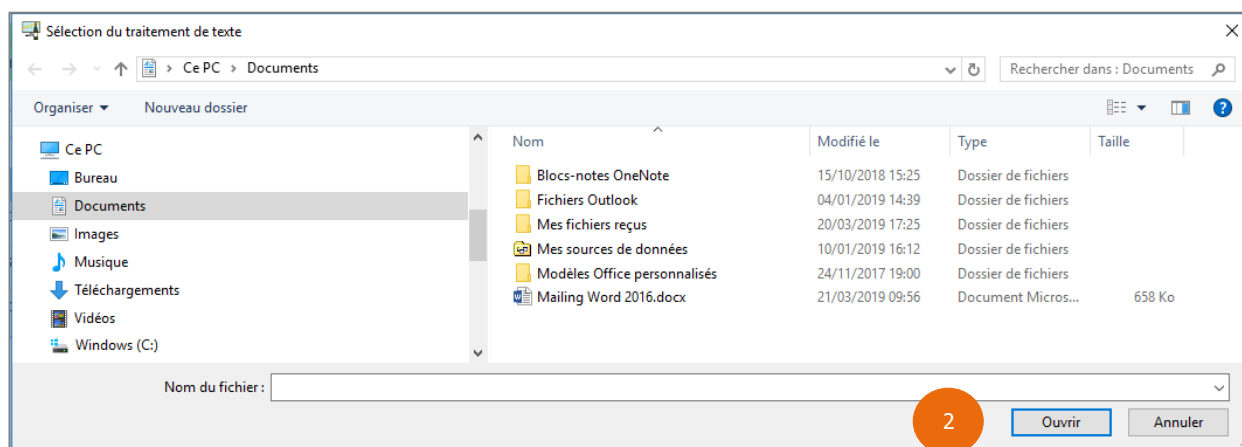 Sélection du traitement de texte
Ce PC > Documents
Rechercher dans : Documents
Organiser Nouveau dossier
Ce PC
Bureau
Documents
Images
Musique
Téléchargements
Vidéos
Windows (C:)
Nom Modifié le Type Taille
Blocs-notes OneNote 15/10/2018 15:25 Dossier de fichiers
Fichiers Outlook 04/01/2019 14:39 Dossier de fichiers
Mes fichiers reçus 20/03/2019 17:25 Dossier de fichiers
Mes sources de données 10/01/2019 16:12 Dossier de fichiers
Modèles Office personnalisés 24/11/2017 19:00 Dossier de fichiers
Mailing Word 2016.docx 21/03/2019 09:56 Document Micros... 658 Ko
Nom du fichier :
2 Ouvrir Annuler